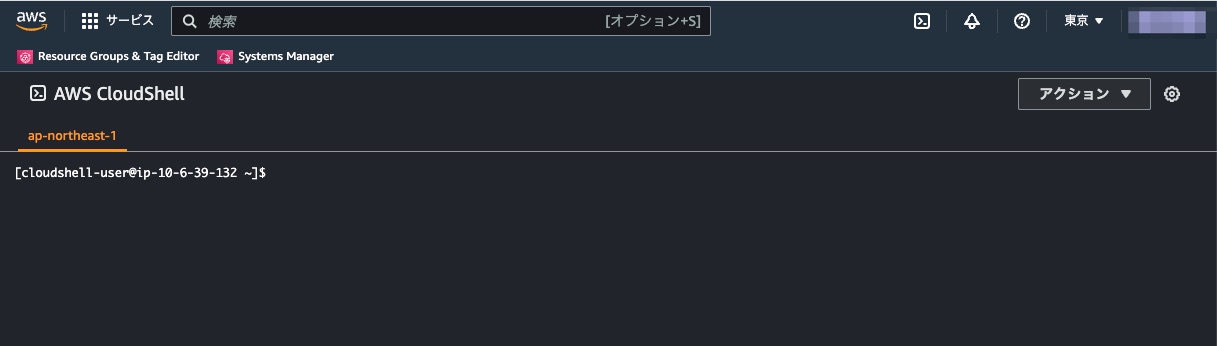 aws サービス 検索 [オプション+S] 東京
Resource Groups & Tag Editor Systems Manager
AWS CloudShell アクション
ap-northeast-1
[cloudshell-user@ip-10-6-39-132 ~]$